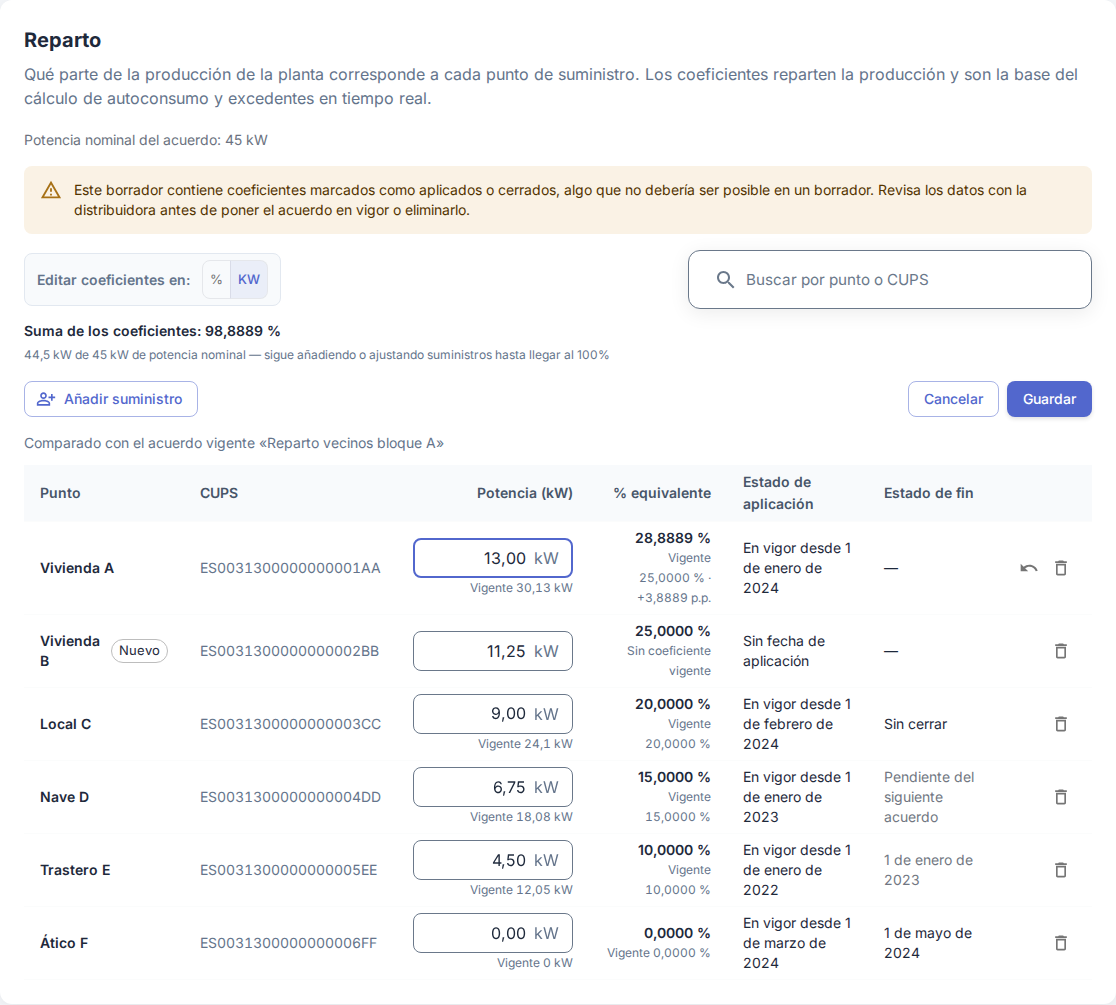 Reparto
Qué parte de la producción de la planta corresponde a cada punto de suministro. Los coeficientes reparten la producción y son la base del
cálculo de autoconsumo y excedentes en tiempo real.
Potencia nominal del acuerdo: 45 kW
Este borrador contiene coeficientes marcados como aplicados o cerrados, algo que no debería ser posible en un borrador. Revisa los datos con la
distribuidora antes de poner el acuerdo en vigor o eliminarlo.
Editar coeficientes en: % KW
Buscar por punto o CUPS
Suma de los coeficientes: 98,8889 %
44,5 kW de 45 kW de potencia nominal — sigue añadiendo o ajustando suministros hasta llegar al 100%
Añadir suministro
Cancelar
Guardar
Comparado con el acuerdo vigente «Reparto vecinos bloque A»
Punto
CUPS
Potencia (kW)
% equivalente
Estado de
aplicación
Estado de fin
Vivienda A
ES0031300000000001AA
13,00 kW
Vigente 30,13 kW
28,8889 %
Vigente
25,0000 % ·
+3,8889 p.p.
En vigor desde 1
de enero de
2024
—
Vivienda
B
Nuevo
ES0031300000000002BB
11,25 kW
25,0000 %
Sin coeficiente
vigente
Sin fecha de
aplicación
—
Local C
ES0031300000000003CC
9,00 kW
Vigente 24,1 kW
20,0000 %
Vigente
20,0000 %
En vigor desde 1
de febrero de
2024
Sin cerrar
Nave D
ES0031300000000004DD
6,75 kW
Vigente 18,08 kW
15,0000 %
Vigente
15,0000 %
En vigor desde 1
de enero de
2023
Pendiente del
siguiente
acuerdo
Trastero E
ES0031300000000005EE
4,50 kW
Vigente 12,05 kW
10,0000 %
Vigente
10,0000 %
En vigor desde 1
de enero de
2022
1 de enero de
2023
Ático F
ES0031300000000006FF
0,00 kW
Vigente 0 kW
0,0000 %
Vigente 0,0000 %
En vigor desde 1
de marzo de
2024
1 de mayo de
2024